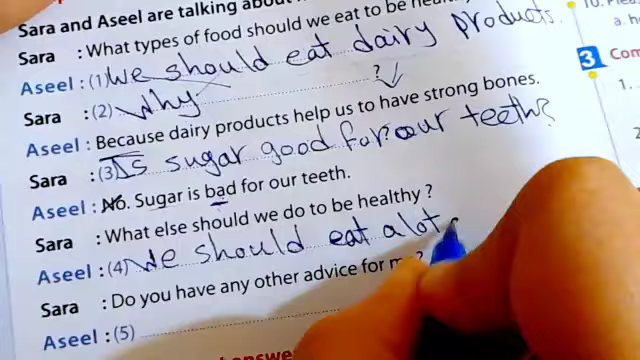 Sara and Aseel are talking about
Sara : What types of food should we eat to be
Aseel : (1) We should eat dairy products.
Sara : (2) Why ?
Aseel : Because dairy products help us to have strong bones.
Sara : (3) Is sugar good for our teeth?
Aseel : No. Sugar is bad for our teeth.
Sara : What else should we do to be healthy ?
Aseel : (4) We should eat a lot
Sara : Do you have any other advice for
Aseel : (5)
3 Com
1.
a. h